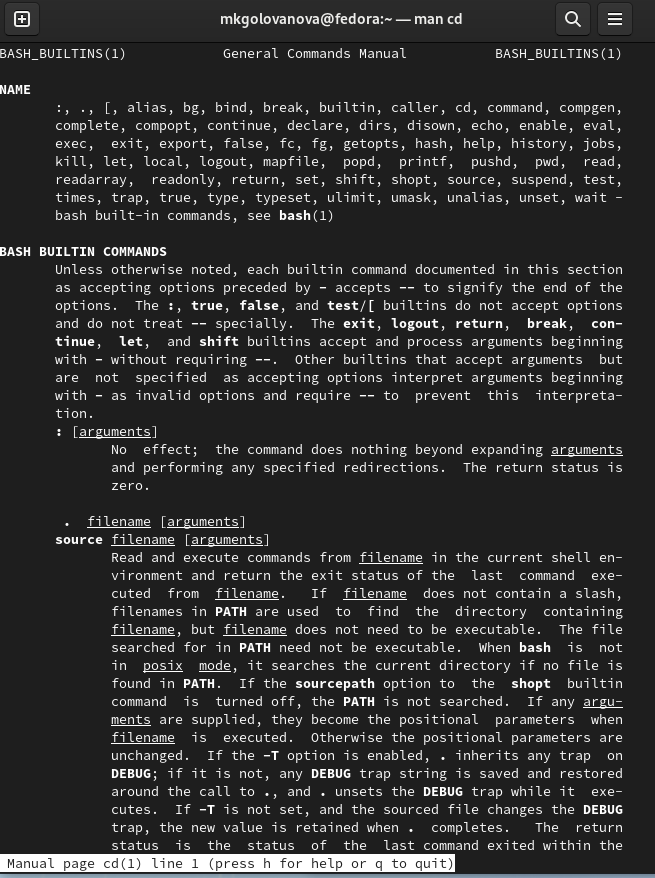 mkgolovanova@fedora:~ — man cd
BASH_BUILTINS(1) General Commands Manual BASH_BUILTINS(1)
NAME
:, ., [, alias, bg, bind, break, builtin, caller, cd, command, compgen,
complete, compopt, continue, declare, dirs, disown, echo, enable, eval,
exec, exit, export, false, fc, fg, getopts, hash, help, history, jobs,
kill, let, local, logout, mapfile, popd, printf, pushd, pwd, read,
readarray, readonly, return, set, shift, shopt, source, suspend, test,
times, trap, true, type, typeset, ulimit, umask, unalias, unset, wait -
bash built-in commands, see bash(1)
BASH BUILTIN COMMANDS
Unless otherwise noted, each builtin command documented in this section
as accepting options preceded by - accepts -- to signify the end of the
options. The :, true, false, and test/[ builtins do not accept options
and do not treat -- specially. The exit, logout, return, break, con-
tinue, let, and shift builtins accept and process arguments beginning
with - without requiring --. Other builtins that accept arguments but
are not specified as accepting options interpret arguments beginning
with - as invalid options and require -- to prevent this interpreta-
tion.
: [arguments]
No effect; the command does nothing beyond expanding arguments
and performing any specified redirections. The return status is
zero.
. filename [arguments]
source filename [arguments]
Read and execute commands from filename in the current shell en-
vironment and return the exit status of the last command exe-
cuted from filename. If filename does not contain a slash,
filenames in PATH are used to find the directory containing
filename, but filename does not need to be executable. The file
searched for in PATH need not be executable. When bash is not
in posix mode, it searches the current directory if no file is
found in PATH. If the sourcepath option to the shopt builtin
command is turned off, the PATH is not searched. If any argu-
ments are supplied, they become the positional parameters when
filename is executed. Otherwise the positional parameters are
unchanged. If the -T option is enabled, . inherits any trap on
DEBUG; if it is not, any DEBUG trap string is saved and restored
around the call to ., and . unsets the DEBUG trap while it exe-
cutes. If -T is not set, and the sourced file changes the DEBUG
trap, the new value is retained when . completes. The return
status is the status of the last command exited within the
Manual page cd(1) line 1 (press h for help or q to quit)